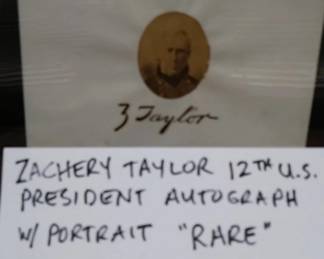 Z Taylor
ZACHERY TAYLOR 12TH U.S.
PRESIDENT AUTOGRAPH
W/ PORTRAIT "RARE"